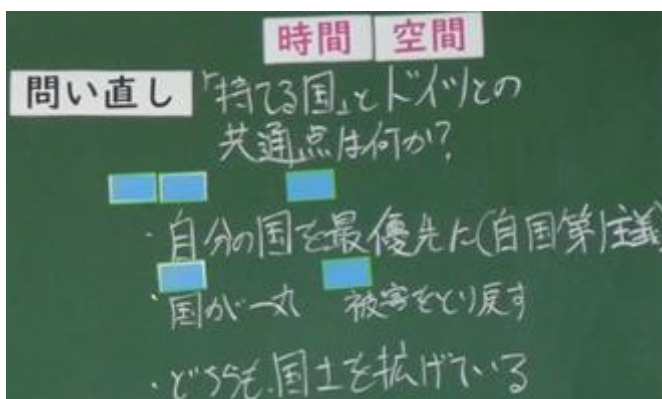 時間 空間
問い直し 「持てる国」とドイツとの
共通点は何か?
・自分の国を最優先に(自国第1主義)
・国が一丸 被害をとり戻す
・どちらも国土を拡げている